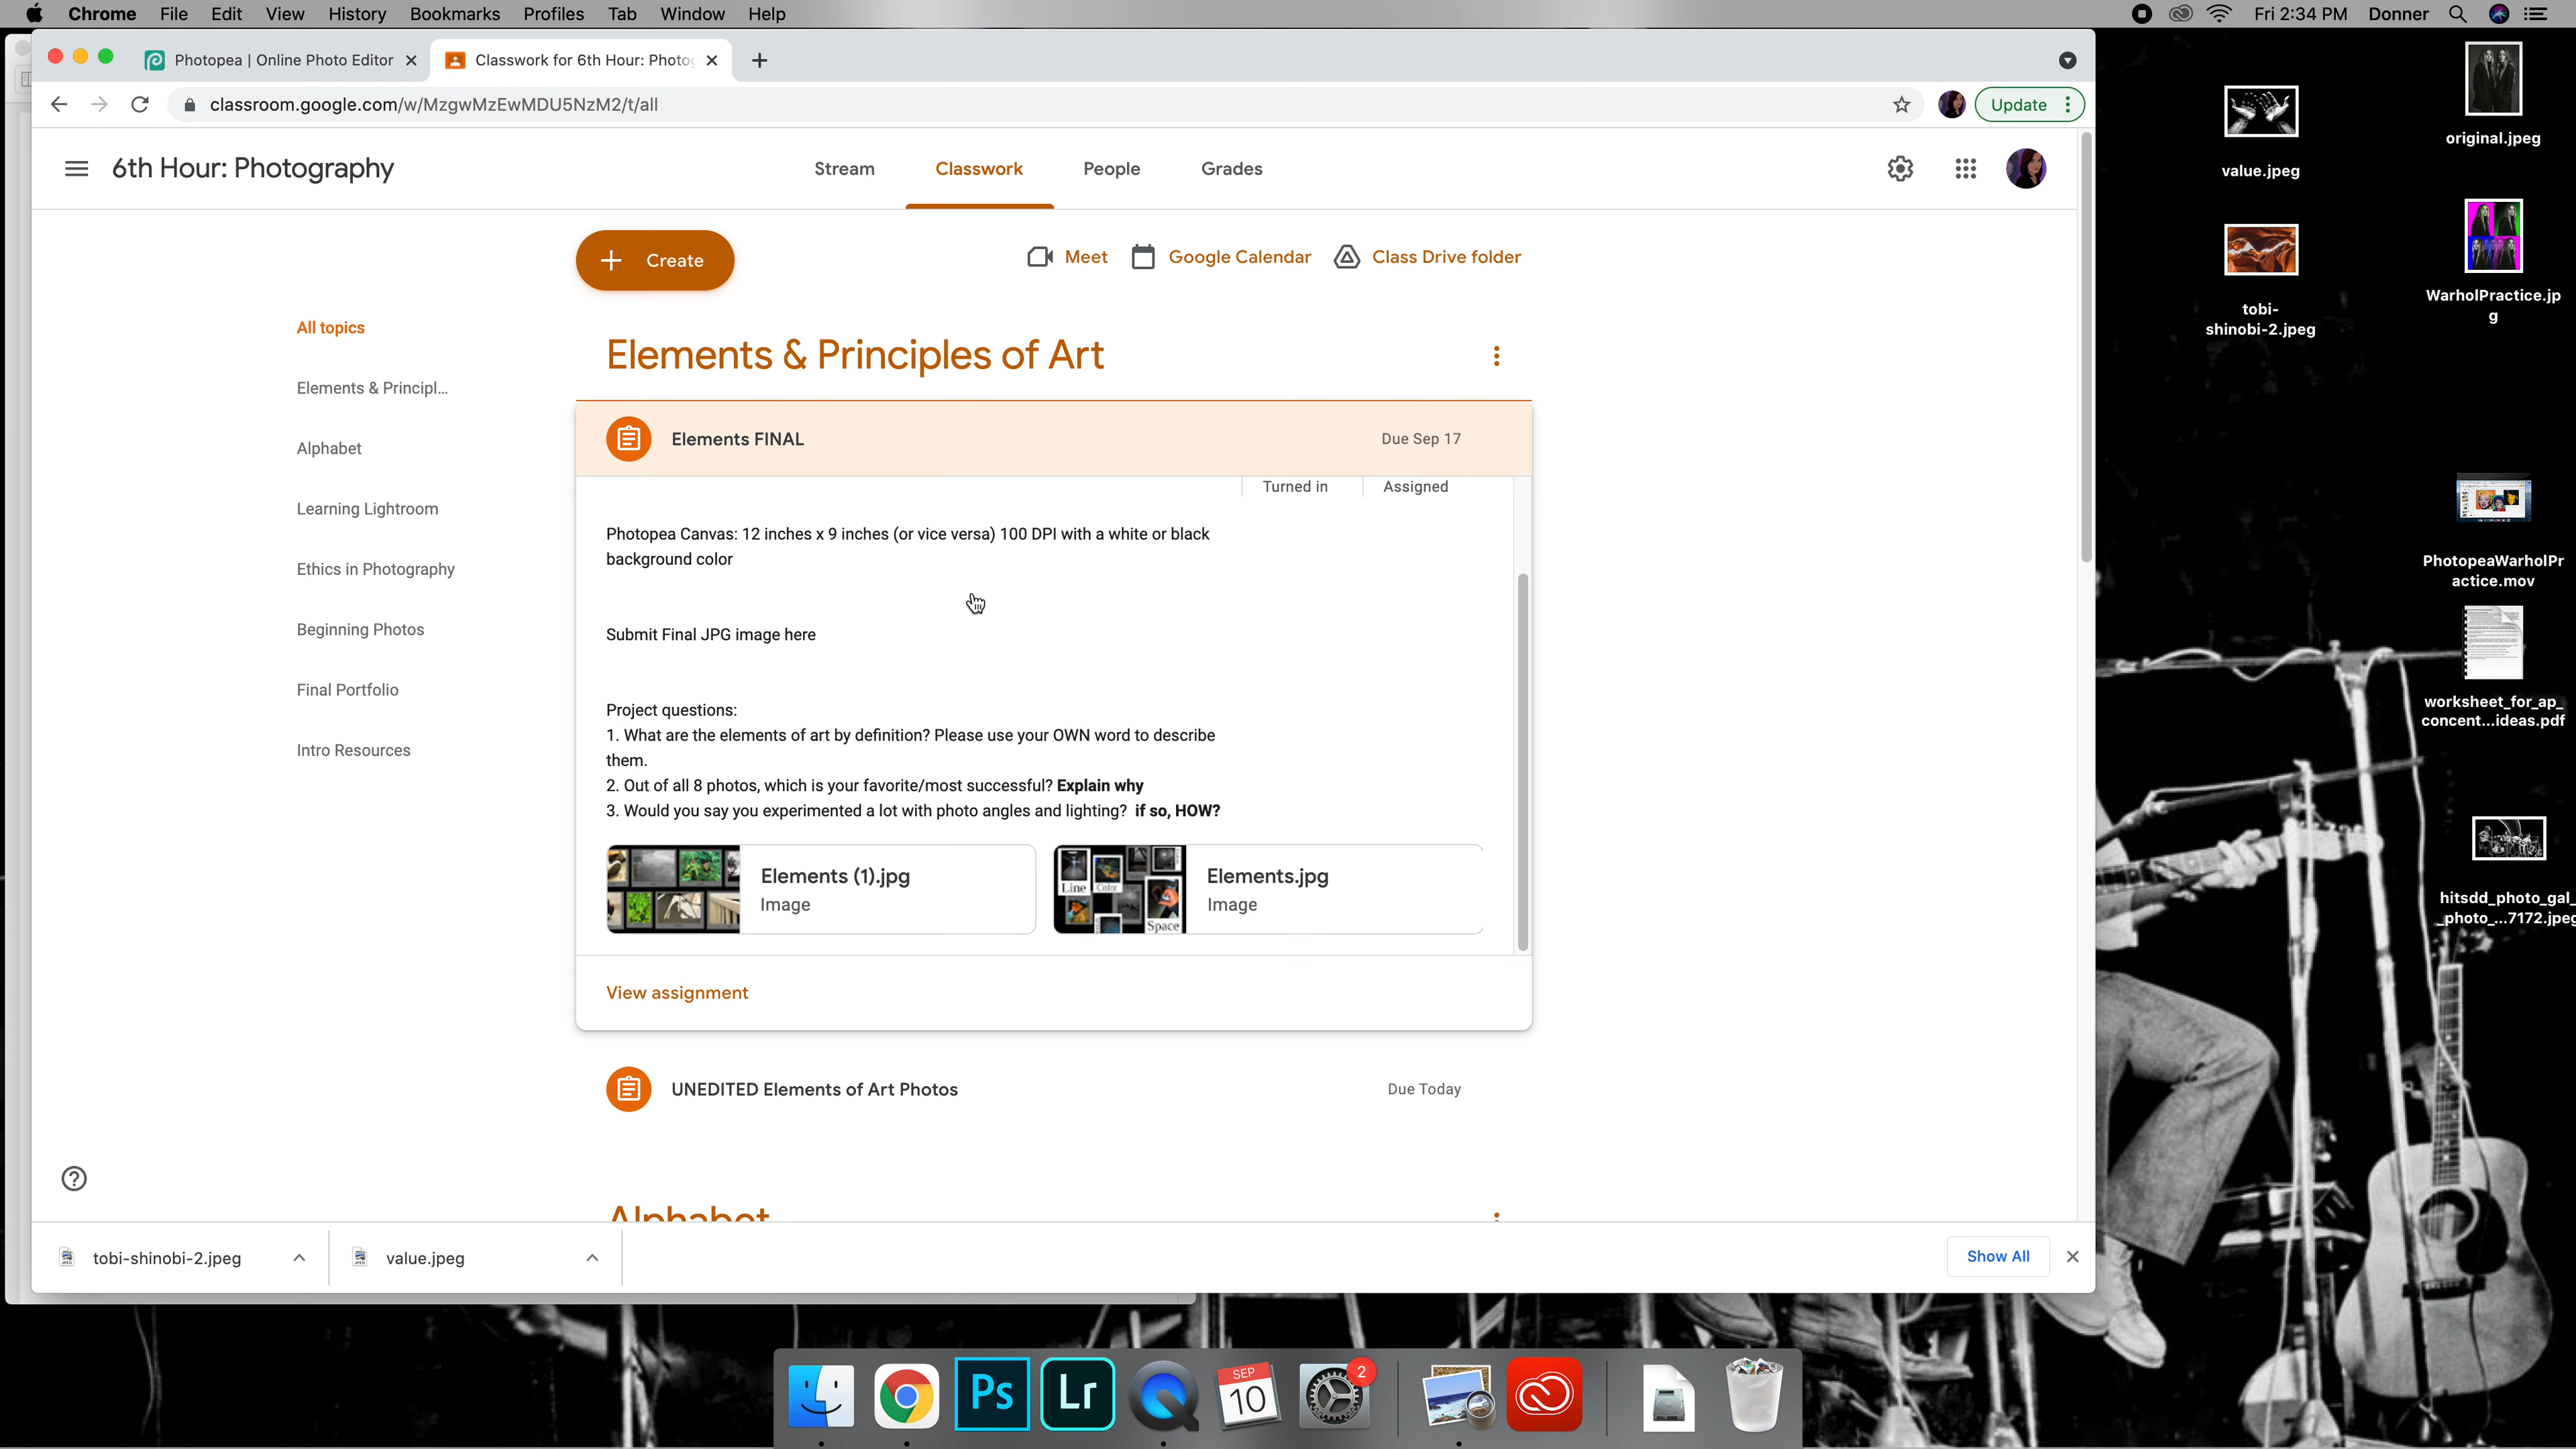 Chrome File Edit View History Bookmarks Profiles Tab Window Help
Fri 2:34 PM Donner
Photopea | Online Photo Editor
Classwork for 6th Hour: Photog
classroom.google.com/w/MzgwMzEwMDU5NzM2/t/all
Update
6th Hour: Photography
Stream
Classwork
People
Grades
Create
Meet
Google Calendar
Class Drive folder
All topics
Elements & Principl...
Alphabet
Learning Lightroom
Ethics in Photography
Beginning Photos
Final Portfolio
Intro Resources
Elements & Principles of Art
Elements FINAL
Due Sep 17
Turned in
Assigned
Photopea Canvas: 12 inches x 9 inches (or vice versa) 100 DPI with a white or black
background color
Submit Final JPG image here
Project questions:
1. What are the elements of art by definition? Please use your OWN word to describe
them.
2. Out of all 8 photos, which is your favorite/most successful? Explain why
3. Would you say you experimented a lot with photo angles and lighting? if so, HOW?
Elements (1).jpg
Image
Line
Color
Space
Elements.jpg
Image
View assignment
UNEDITED Elements of Art Photos
Due Today
Alphabet
tobi-shinobi-2.jpeg
value.jpeg
Show All
original.jpeg
value.jpeg
WarholPractice.jp
g
tobi-
shinobi-2.jpeg
PhotopeaWarholPr
actice.mov
worksheet_for_ap_
concent...ideas.pdf
hitsdd_photo_gal_
_photo_...7172.jpeg
Ps
Lr
SEP
10
2